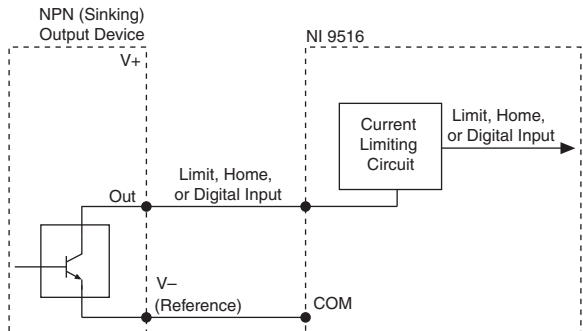 NPN (Sinking)
Output Device
V+
NI 9516
Current
Limiting
Circuit
Limit, Home,
or Digital Input
Limit, Home,
or Digital Input
Out
V–
(Reference)
COM